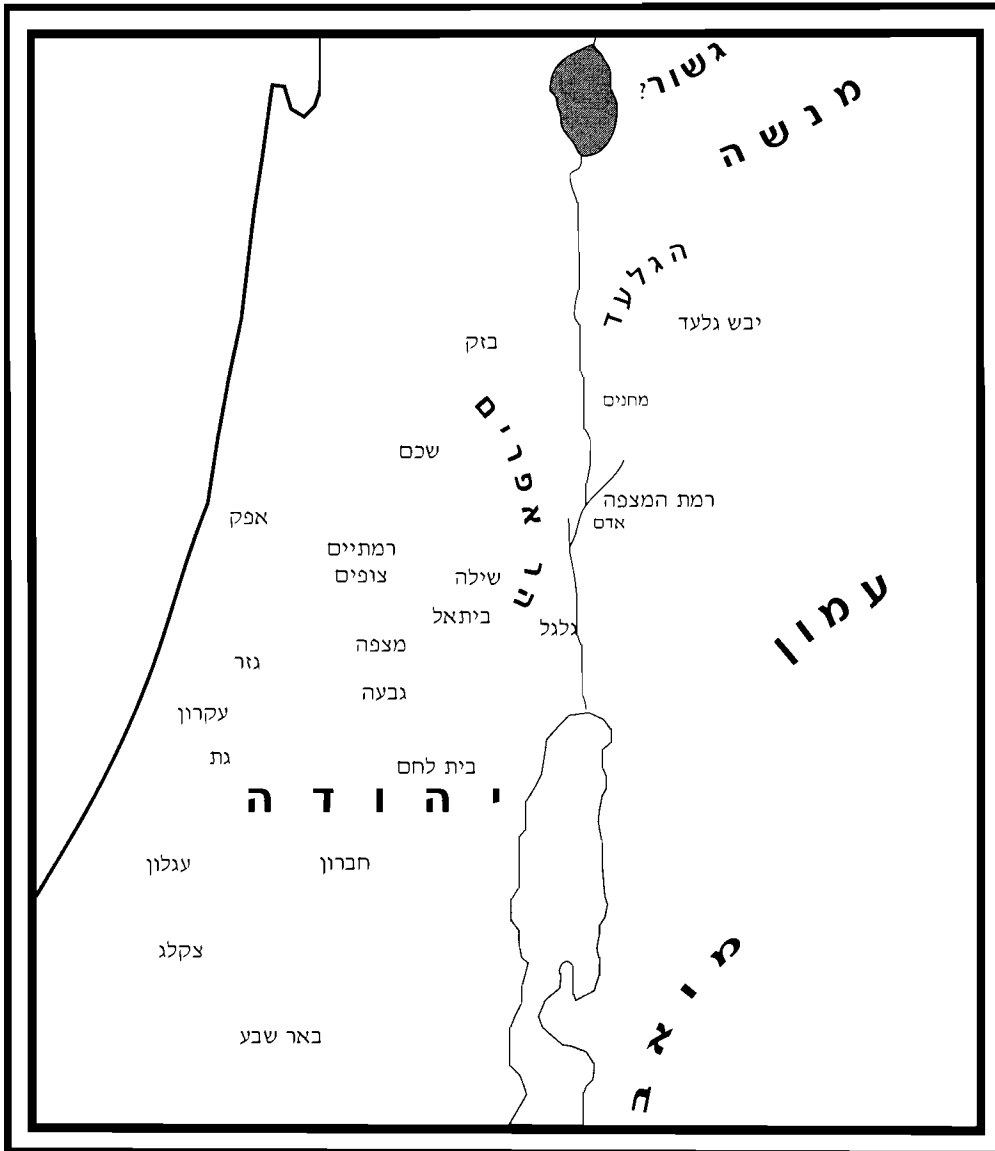 גשור?
מנשה
הגלעד
יבש גלעד
בזק
מחנים
הר אפרים
שכם
רמת המצפה
אפק
אדם
רמתיים
צופים
שילה
עמון
ביתאל
גלגל
מצפה
גזר
גבעה
עקרון
גת
בית לחם
יהודה
עגלון
חברון
צקלג
מואב
באר שבע